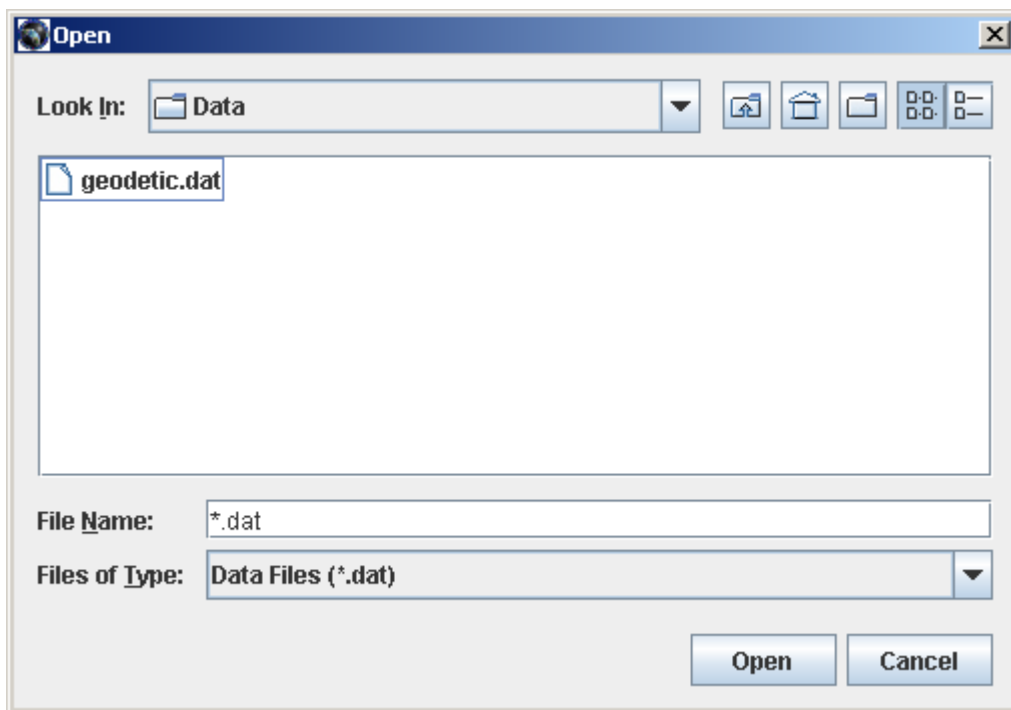 Open
Look In: Data
geodetic.dat
File Name: *.dat
Files of Type: Data Files (*.dat)
Open Cancel